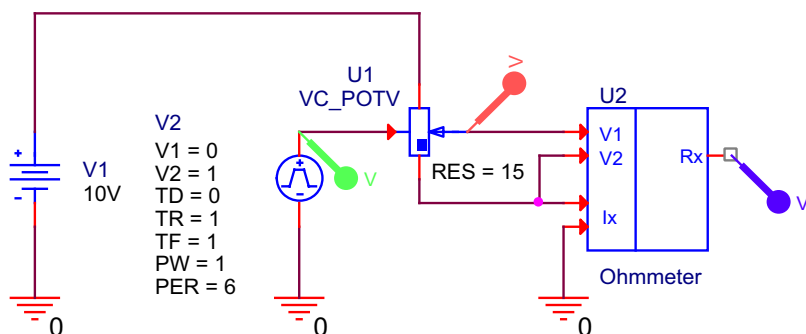 +
-
V1
10V
0
V2
V1 = 0
V2 = 1
TD = 0
TR = 1
TF = 1
PW = 1
PER = 6
+
-
V
0
U1
VC_POTV
RES = 15
V
U2
V1
V2
Ix
Rx
Ohmmeter
0
V